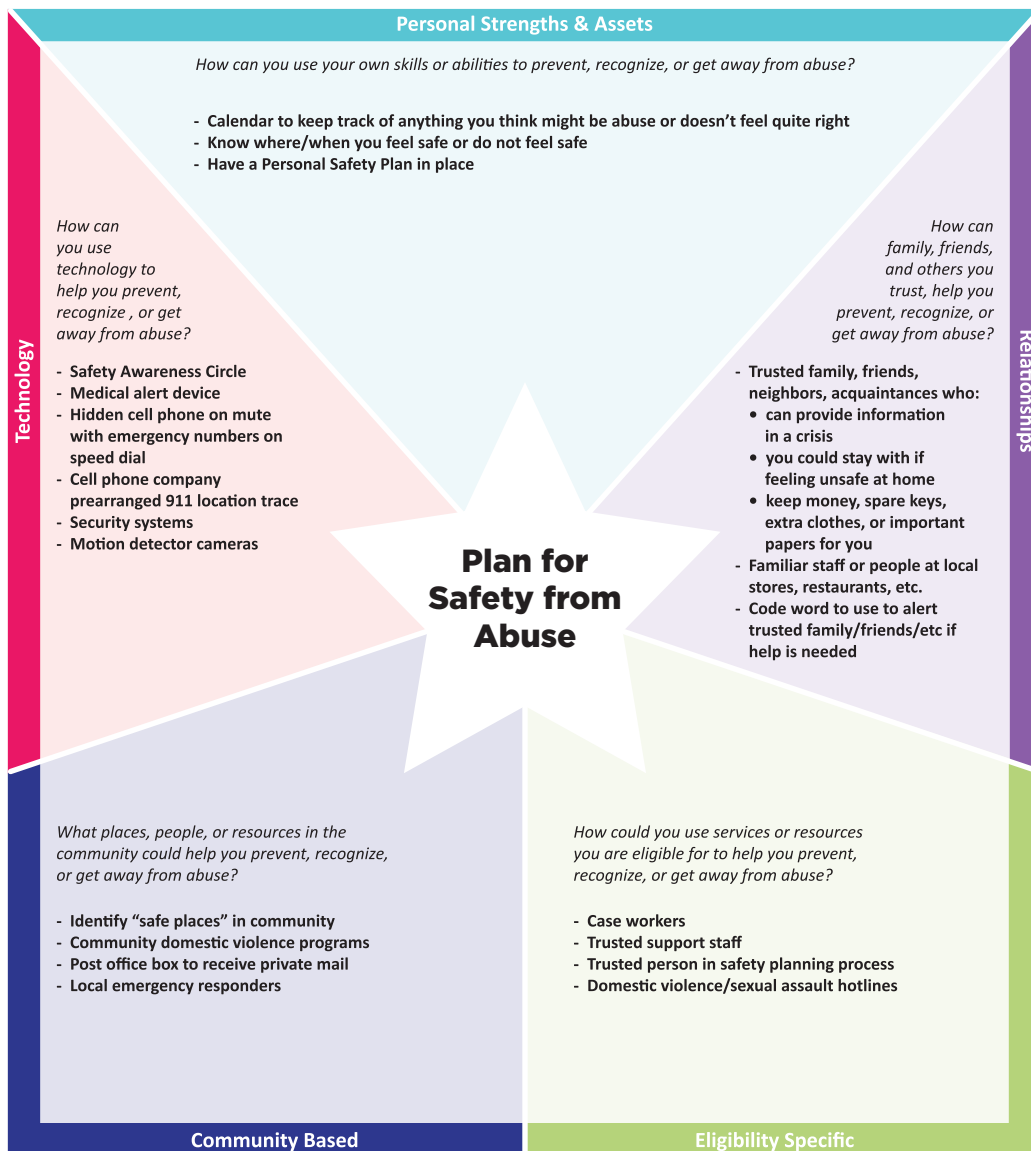 Personal Strengths & Assets
How can you use your own skills or abilities to prevent, recognize, or get away from abuse?
- Calendar to keep track of anything you think might be abuse or doesn’t feel quite right
- Know where/when you feel safe or do not feel safe
- Have a Personal Safety Plan in place
Technology
How can
you use
technology to
help you prevent,
recognize , or get
away from abuse?
- Safety Awareness Circle
- Medical alert device
- Hidden cell phone on mute
with emergency numbers on
speed dial
- Cell phone company
prearranged 911 location trace
- Security systems
- Motion detector cameras
Plan for
Safety from
Abuse
Relationships
How can
family, friends,
and others you
trust, help you
prevent, recognize, or
get away from abuse?
- Trusted family, friends,
neighbors, acquaintances who:
• can provide information
in a crisis
• you could stay with if
feeling unsafe at home
• keep money, spare keys,
extra clothes, or important
papers for you
- Familiar staff or people at local
stores, restaurants, etc.
- Code word to use to alert
trusted family/friends/etc if
help is needed
What places, people, or resources in the
community could help you prevent, recognize,
or get away from abuse?
- Identify “safe places” in community
- Community domestic violence programs
- Post office box to receive private mail
- Local emergency responders
Community Based
How could you use services or resources
you are eligible for to help you prevent,
recognize, or get away from abuse?
- Case workers
- Trusted support staff
- Trusted person in safety planning process
- Domestic violence/sexual assault hotlines
Eligibility Specific